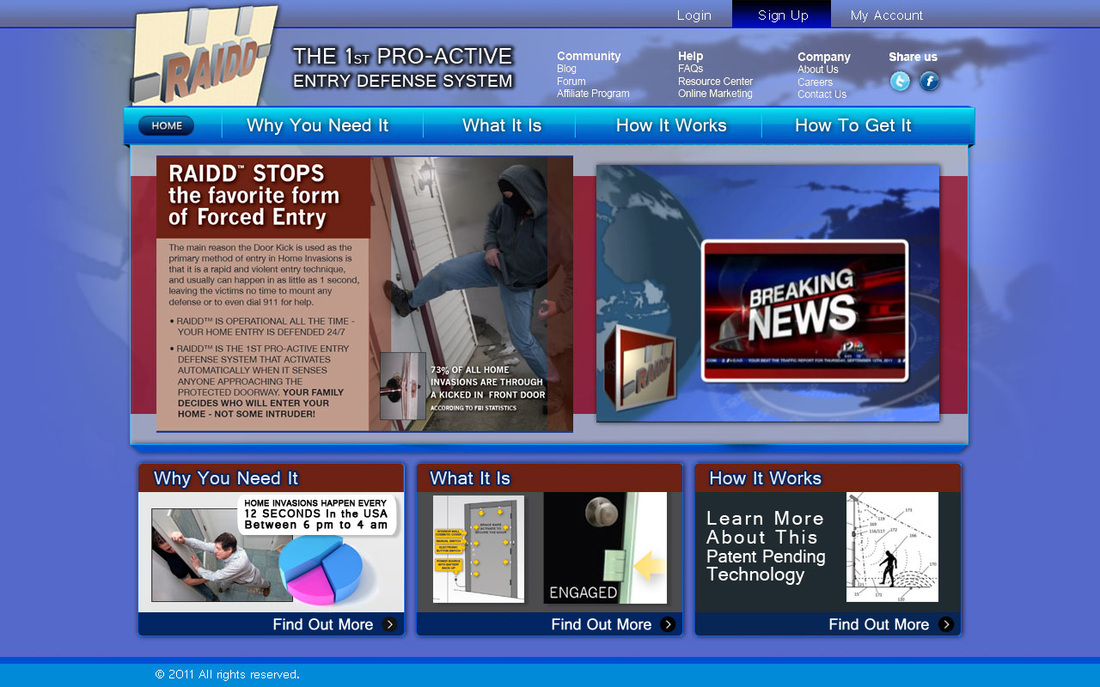 Login
Sign Up
My Account
RAIDD
THE 1ST PRO-ACTIVE
ENTRY DEFENSE SYSTEM
Community
Blog
Forum
Affiliate Program
Help
FAQs
Resource Center
Online Marketing
Company
About Us
Careers
Contact Us
Share us
HOME
Why You Need It
What It Is
How It Works
How To Get It
RAIDD™ STOPS
the favorite form
of Forced Entry
The main reason the Door Kick is used as the
primary method of entry in Home Invasions is
that it is a rapid and violent entry technique,
and usually can happen in as little as 1 second,
leaving the victims no time to mount any
defense or to even dial 911 for help.
• RAIDD™ IS OPERATIONAL ALL THE TIME -
YOUR HOME ENTRY IS DEFENDED 24/7
• RAIDD™ IS THE 1ST PRO-ACTIVE ENTRY
DEFENSE SYSTEM THAT ACTIVATES
AUTOMATICALLY WHEN IT SENSES
ANYONE APPROACHING THE
PROTECTED DOORWAY. YOUR FAMILY
DECIDES WHO WILL ENTER YOUR
HOME - NOT SOME INTRUDER!
73% OF ALL HOME
INVASIONS ARE THROUGH
A KICKED IN FRONT DOOR
ACCORDING TO FBI STATISTICS
RAIDD
BREAKING
NEWS
12
Why You Need It
HOME INVASIONS HAPPEN EVERY
12 SECONDS In the USA
Between 6 pm to 4 am
Find Out More
What It Is
ENGAGED
Find Out More
How It Works
Learn More
About This
Patent Pending
Technology
Find Out More
© 2011 All rights reserved.